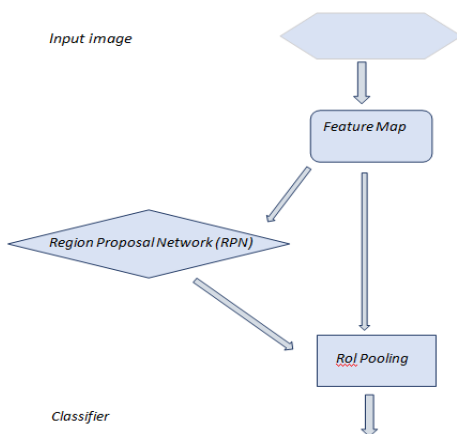 Input image
Feature Map
Region Proposal Network (RPN)
RoI Pooling
Classifier